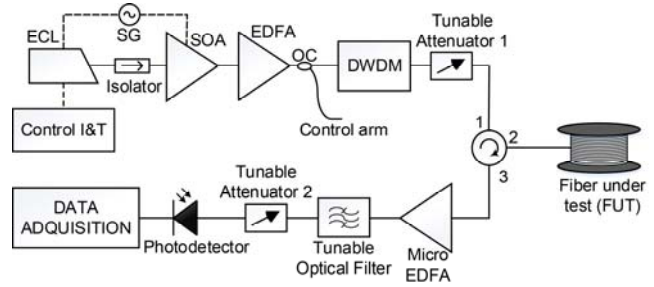 ECL
SG
SOA
EDFA
OC
DWDM
Tunable
Attenuator 1
Isolator
Control I&T
Control arm
1
2
3
Fiber under
test (FUT)
DATA
ADQUISITION
Photodetector
Tunable
Attenuator 2
Tunable
Optical Filter
Micro
EDFA